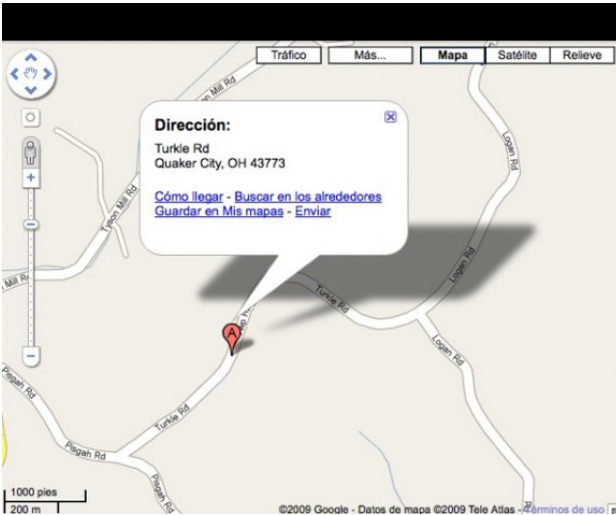 Tráfico
Más...
Mapa
Satélite
Relieve
Mill Rd
Logan Rd
Dirección:
Turkle Rd
Quaker City, OH 43773
Cómo llegar - Buscar en los alrededores
Guardar en Mis mapas - Enviar
Tyson Mill Rd
Logan Rd
Mill R
Turkle Rd
A
Logan Rd
Pisgah Rd
Turkle Rd
Pisgah Rd
Pisgah Rd
1000 pies
200 m
©2009 Google - Datos de mapa ©2009 Tele Atlas - Términos de uso